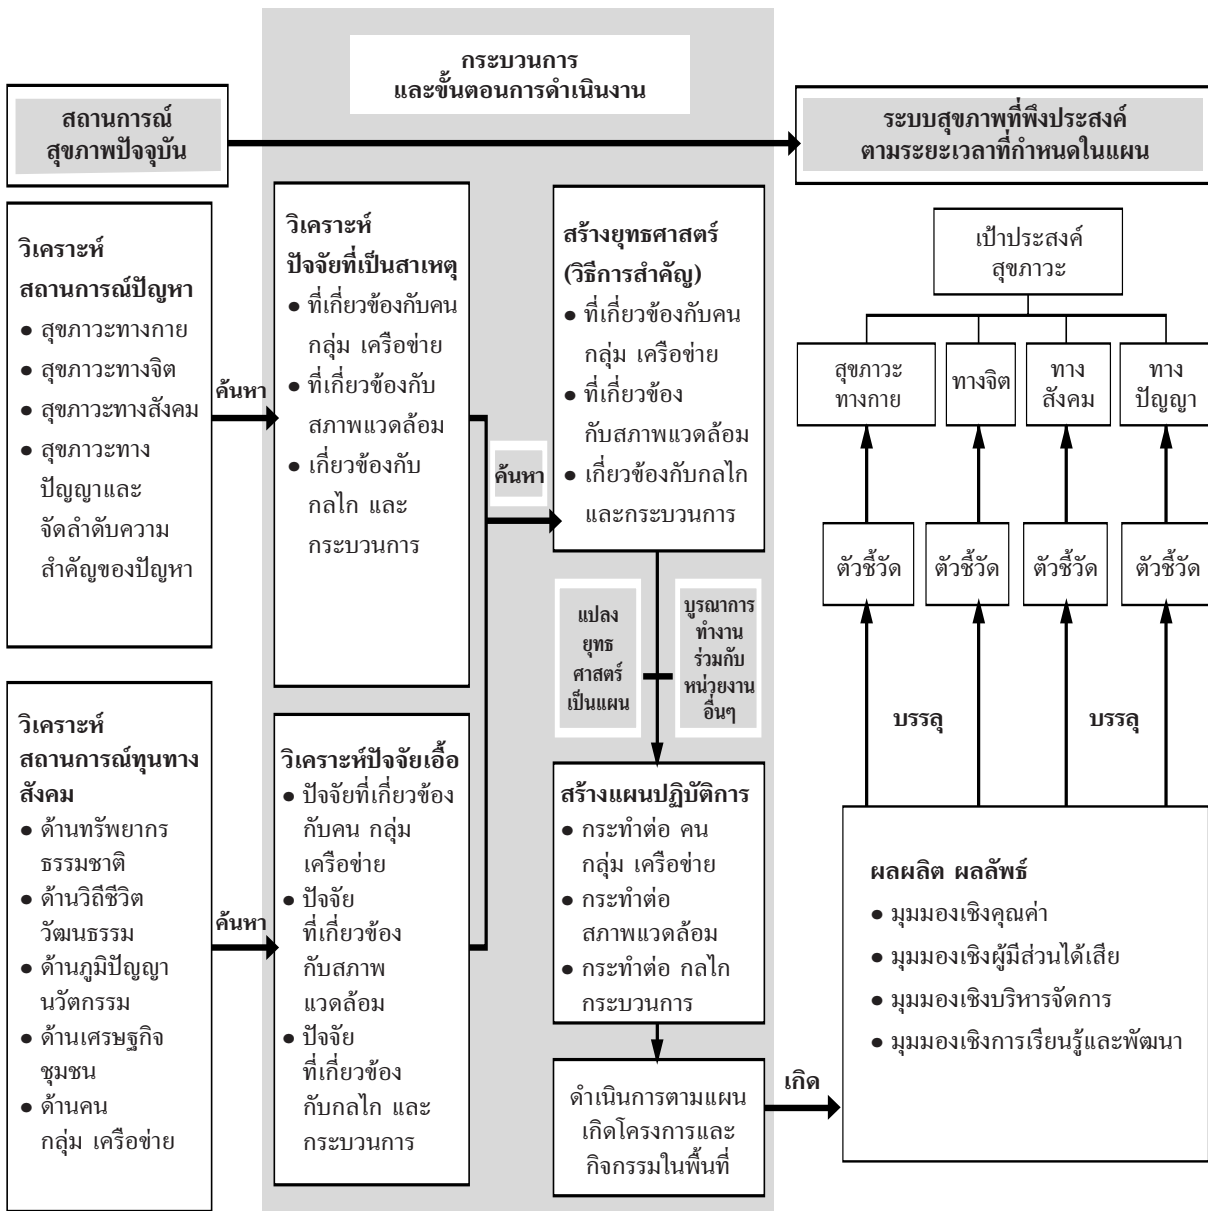 กระบวนการ
และขั้นตอนการดำเนินงาน
สถานการณ์
สุขภาพปัจจุบัน
ระบบสุขภาพที่พึงประสงค์
ตามระยะเวลาที่กำหนดในแผน
วิเคราะห์
สถานการณ์ปัญหา
● สุขภาวะทางกาย
● สุขภาวะทางจิต
● สุขภาวะทางสังคม
● สุขภาวะทาง
ปัญญาและ
จัดลำดับความ
สำคัญของปัญหา
ค้นหา
วิเคราะห์
ปัจจัยที่เป็นสาเหตุ
● ที่เกี่ยวข้องกับคน
กลุ่ม เครือข่าย
● ที่เกี่ยวข้องกับ
สภาพแวดล้อม
● เกี่ยวข้องกับ
กลไก และ
กระบวนการ
วิเคราะห์
สถานการณ์ทุนทาง
สังคม
● ด้านทรัพยากร
ธรรมชาติ
● ด้านวิถีชีวิต
วัฒนธรรม
● ด้านภูมิปัญญา
นวัตกรรม
● ด้านเศรษฐกิจ
ชุมชน
● ด้านคน
กลุ่ม เครือข่าย
ค้นหา
วิเคราะห์ปัจจัยเอื้อ
● ปัจจัยที่เกี่ยวข้อง
กับคน กลุ่ม
เครือข่าย
● ปัจจัย
ที่เกี่ยวข้อง
กับสภาพ
แวดล้อม
● ปัจจัย
ที่เกี่ยวข้อง
กับกลไก และ
กระบวนการ
ค้นหา
สร้างยุทธศาสตร์
(วิธีการสำคัญ)
● ที่เกี่ยวข้องกับคน
กลุ่ม เครือข่าย
● ที่เกี่ยวข้อง
กับสภาพแวดล้อม
● เกี่ยวข้องกับกลไก
และกระบวนการ
แปลง
ยุทธ
ศาสตร์
เป็นแผน
บูรณาการ
ทำงาน
ร่วมกับ
หน่วยงาน
อื่นๆ
สร้างแผนปฏิบัติการ
● กระทำต่อ คน
กลุ่ม เครือข่าย
● กระทำต่อ
สภาพแวดล้อม
● กระทำต่อ กลไก
กระบวนการ
ดำเนินการตามแผน
เกิดโครงการและ
กิจกรรมในพื้นที่
เกิด
เป้าประสงค์
สุขภาวะ
สุขภาวะ
ทางกาย
ทางจิต
ทาง
สังคม
ทาง
ปัญญา
ตัวชี้วัด
ตัวชี้วัด
ตัวชี้วัด
ตัวชี้วัด
บรรลุ
บรรลุ
ผลผลิต ผลลัพธ์
● มุมมองเชิงคุณค่า
● มุมมองเชิงผู้มีส่วนได้เสีย
● มุมมองเชิงบริหารจัดการ
● มุมมองเชิงการเรียนรู้และพัฒนา